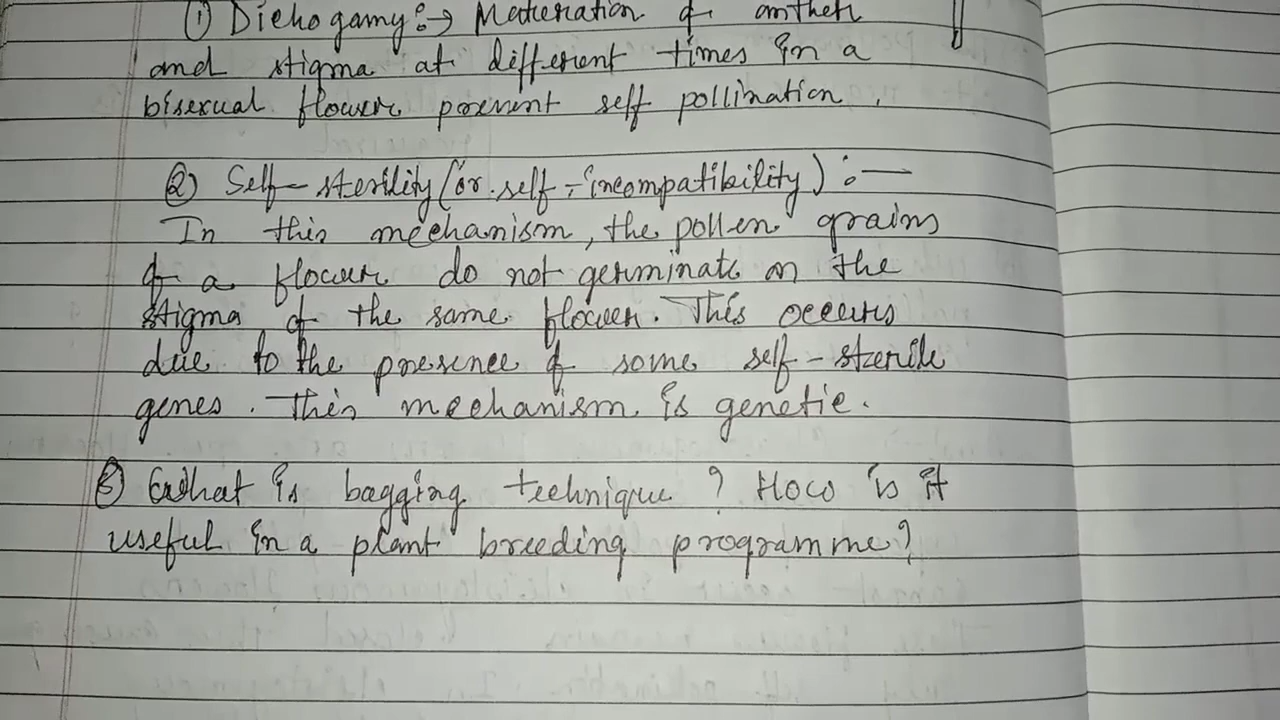 ① Dichogamy:→ Maturation of anther
and stigma at different times in a
bisexual flower prevent self pollination.
② Self-sterility (or self-incompatibility) :—
In this mechanism, the pollen grains
of a flower do not germinate on the
stigma of the same flower. This occurs
due to the presence of some self-sterile
genes. This mechanism is genetic.
What is bagging technique? How is it
useful in a plant breeding programme?